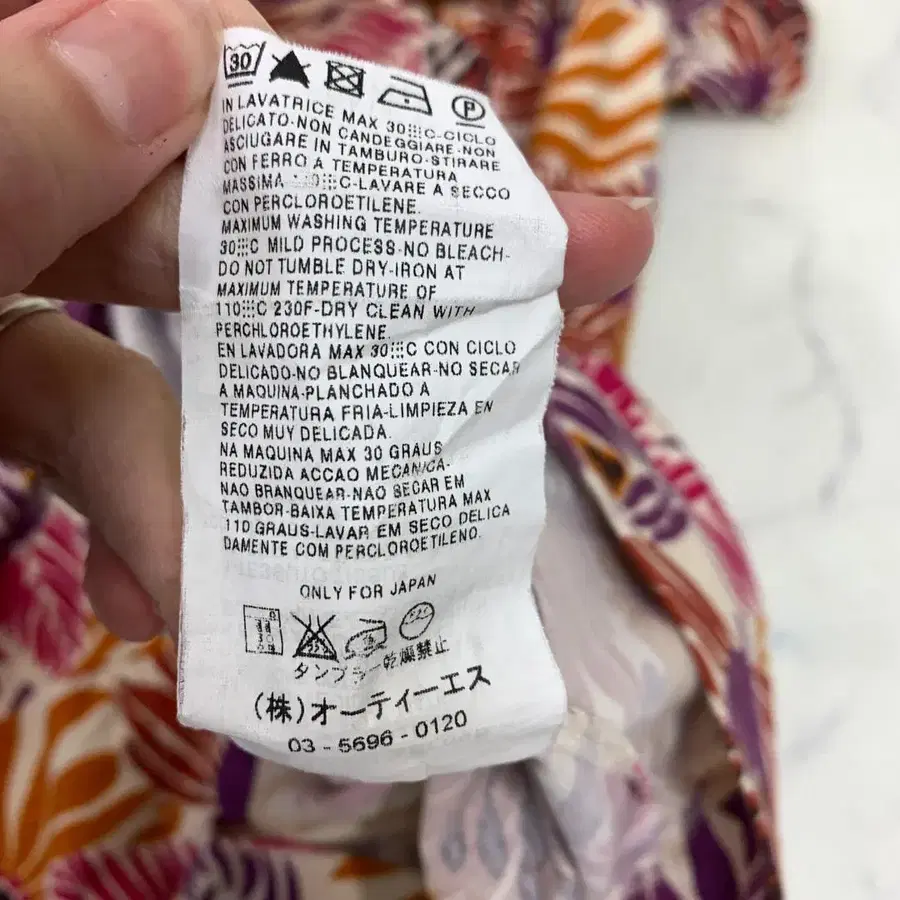 30
P
IN LAVATRICE MAX 30 C-CICLO
DELICATO-NON CANDEGGIARE-NON
ASCIUGARE IN TAMBURO-STIRARE
CON FERRO A TEMPERATURA
MASSIMA C-LAVARE A SECCO
CON PERCLOROETILENE.
MAXIMUM WASHING TEMPERATURE
30 C MILD PROCESS-NO BLEACH-
DO NOT TUMBLE DRY-IRON AT
MAXIMUM TEMPERATURE OF
110 C 230F-DRY CLEAN WITH
PERCHLOROETHYLENE.
EN LAVADORA MAX 30 C CON CICLO
DELICADO-NO BLANQUEAR-NO SECAR
A MAQUINA-PLANCHADO A
TEMPERATURA FRIA-LIMPIEZA EN
SECO MUY DELICADA.
NA MAQUINA MAX 30 GRAUS
REDUZIDA ACCAO MECANICA-
NAO BRANQUEAR-NAO SECAR EM
TAMBOR-BAIXA TEMPERATURA MAX
110 GRAUS-LAVAR EM SECO DELICA
DAMENTE COM PERCLOROETILENO.
ONLY FOR JAPAN
タンブラー乾燥禁止
(株)オーティーエス
03-5696-0120